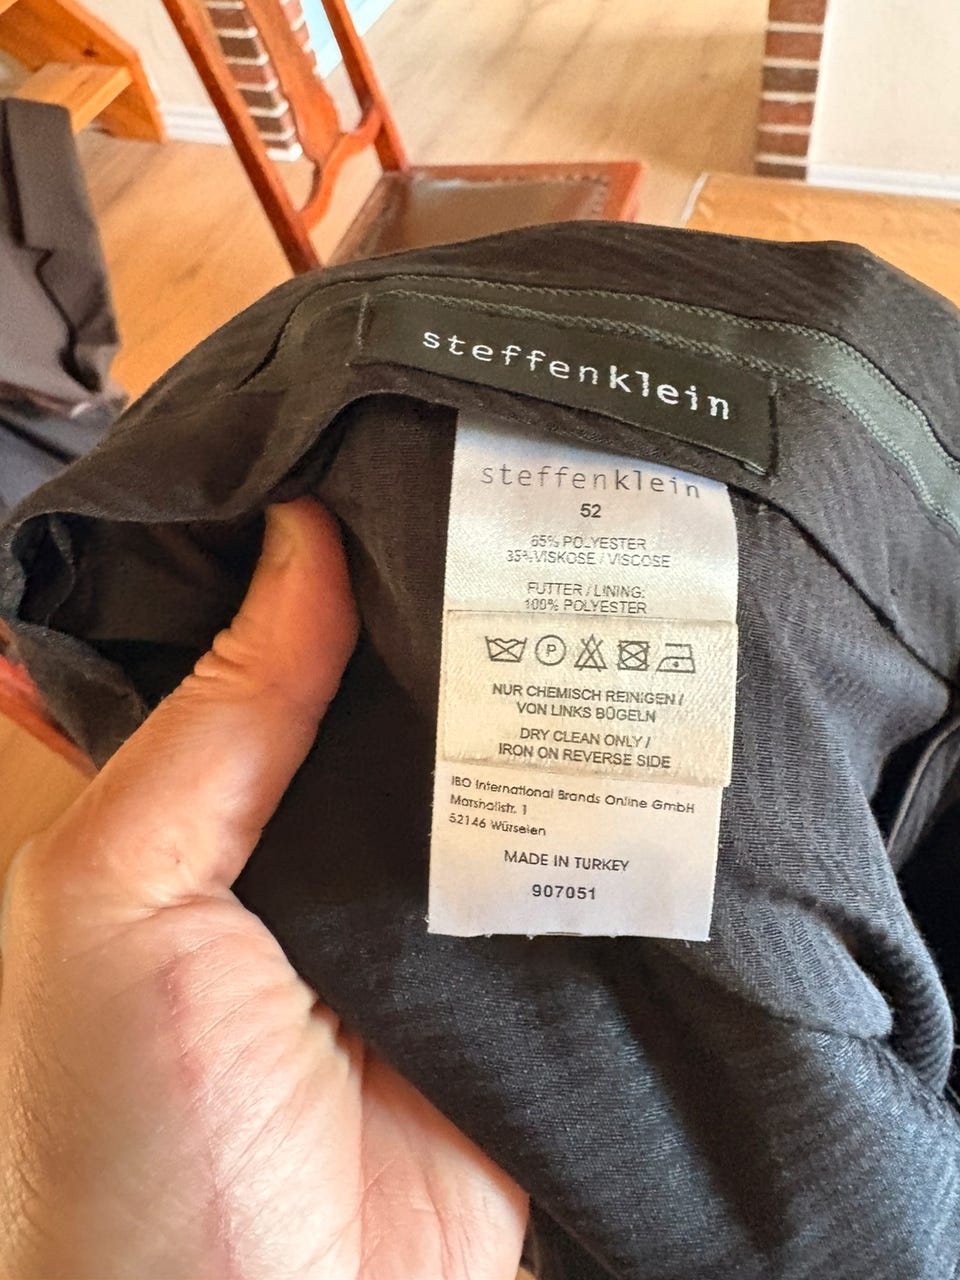 steffenklein
steffenklein
52
65% POLYESTER
35% VISKOSE / VISCOSE
FUTTER / LINING:
100% POLYESTER
P
NUR CHEMISCH REINIGEN /
VON LINKS BÜGELN
DRY CLEAN ONLY /
IRON ON REVERSE SIDE
IBO International Brands Online GmbH
Marshallstr. 1
52146 Würselen
MADE IN TURKEY
907051